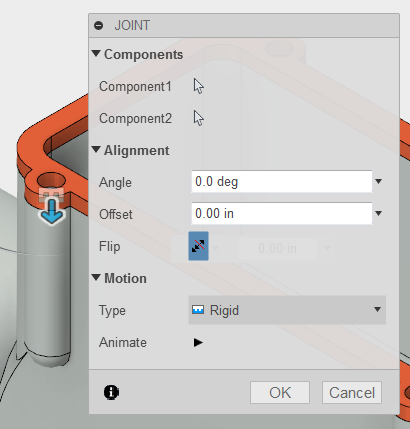 JOINT
Components
Component1
Component2
Alignment
Angle 0.0 deg
Offset 0.00 in
Flip 0.00 in
Motion
Type Rigid
Animate
OK Cancel